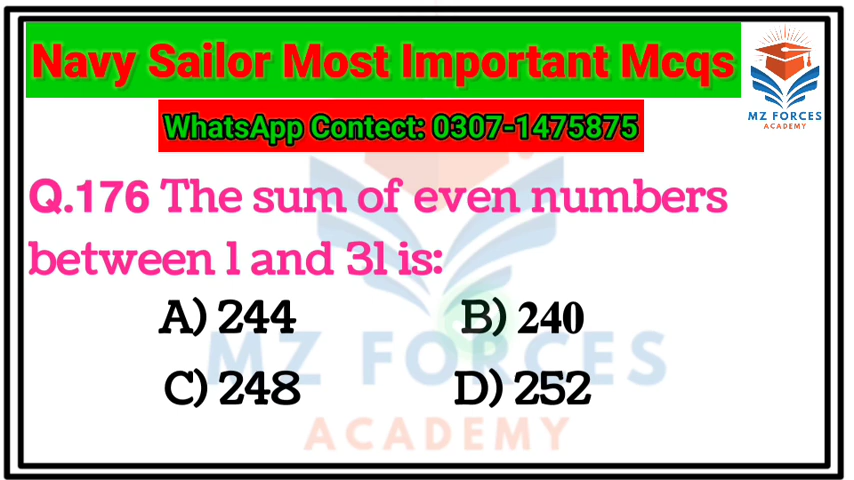 Navy Sailor Most Important Mcqs
MZ FORCES
ACADEMY
WhatsApp Contect: 0307-1475875
Q.176 The sum of even numbers
between 1 and 31 is:
A) 244 B) 240
C) 248 D) 252
MZ FORCES
ACADEMY